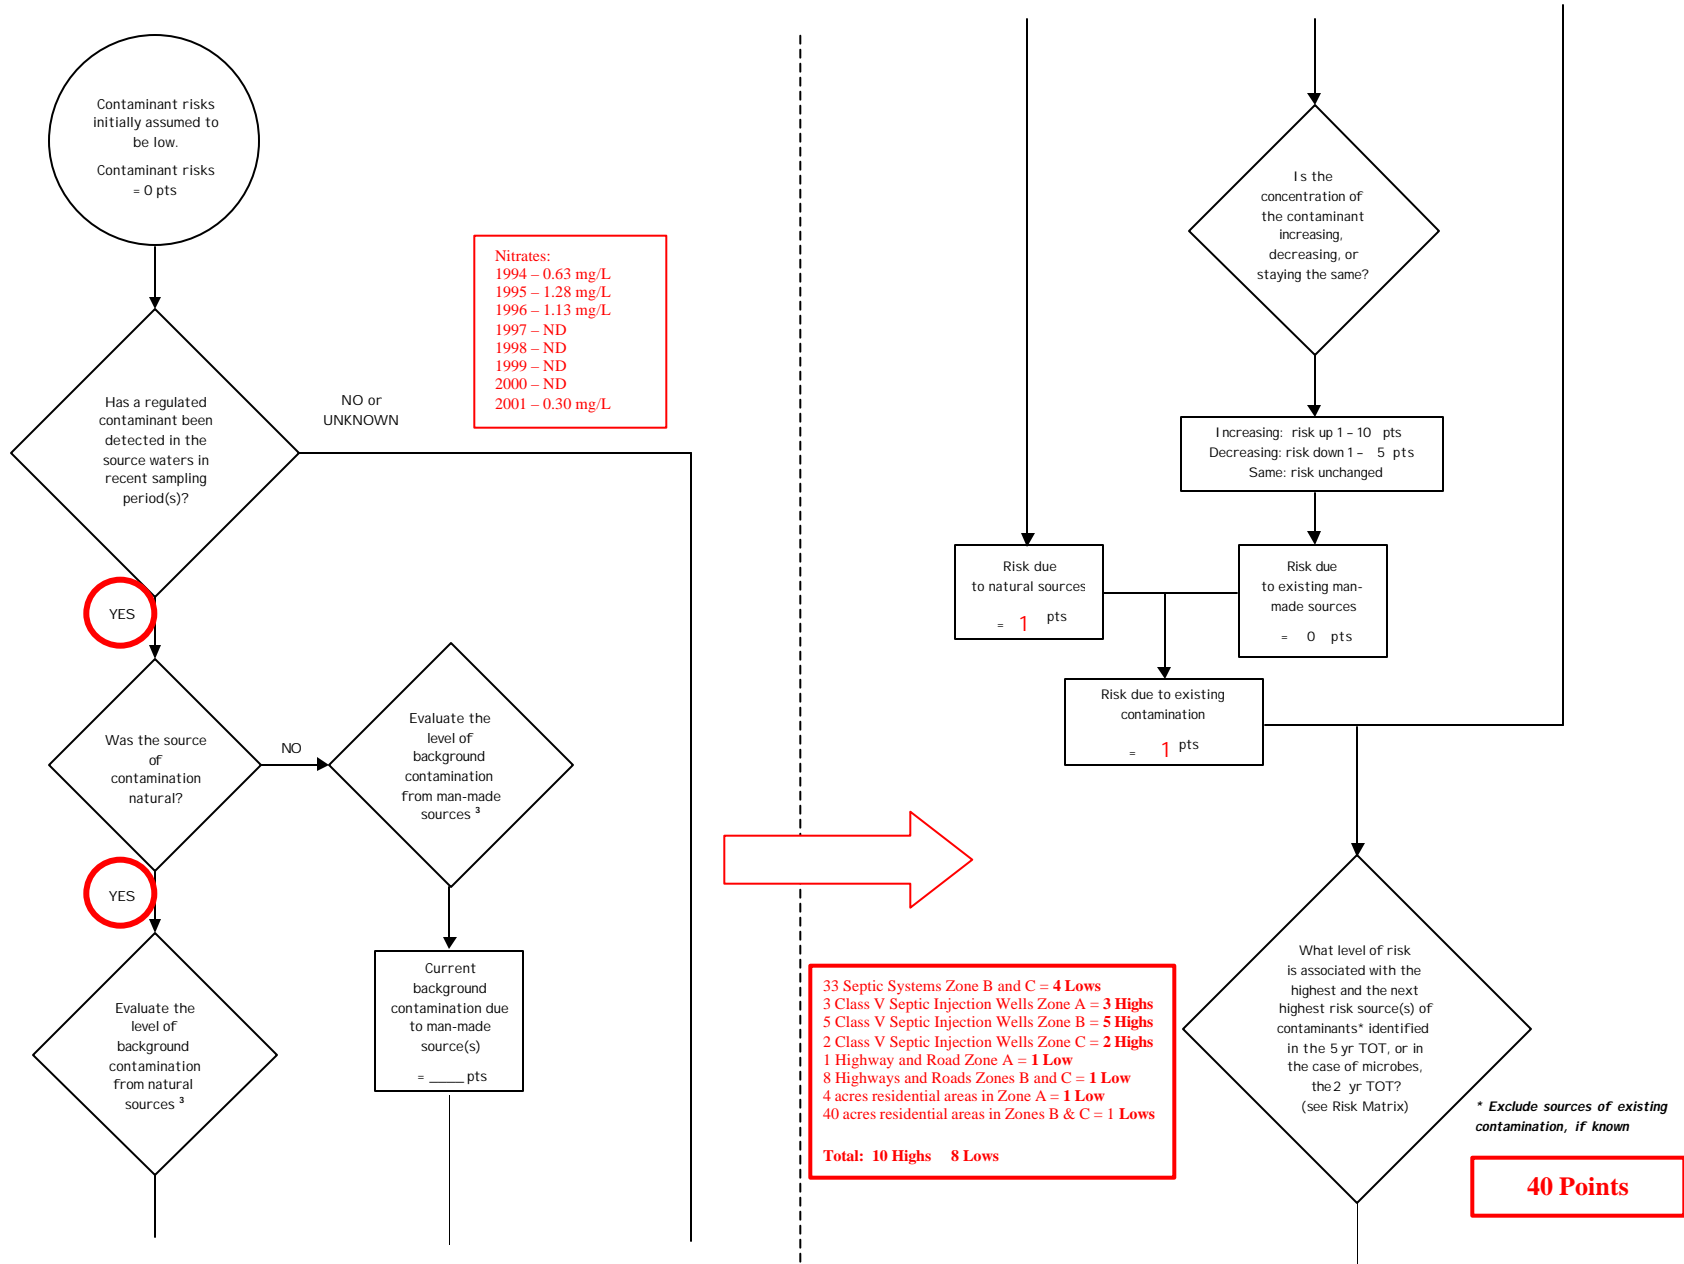 Contaminant risks
initially assumed to
be low.
Contaminant risks
= 0 pts
Nitrates:
1994 – 0.63 mg/L
1995 – 1.28 mg/L
1996 – 1.13 mg/L
1997 – ND
1998 – ND
1999 – ND
2000 – ND
2001 – 0.30 mg/L
Has a regulated
contaminant been
detected in the
source waters in
recent sampling
period(s)?
NO or
UNKNOWN
YES
Was the source
of
contamination
natural?
NO
Evaluate the
level of
background
contamination
from man-made
sources ³
YES
Evaluate the
level of
background
contamination
from natural
sources ³
Current
background
contamination due
to man-made
source(s)
= _____ pts
Is the
concentration of
the contaminant
increasing,
decreasing, or
staying the same?
Increasing: risk up 1 – 10 pts
Decreasing: risk down 1 – 5 pts
Same: risk unchanged
Risk due
to natural sources
= 1 pts
Risk due
to existing man-
made sources
= 0 pts
Risk due to existing
contamination
= 1 pts
33 Septic Systems Zone B and C = 4 Lows
3 Class V Septic Injection Wells Zone A = 3 Highs
5 Class V Septic Injection Wells Zone B = 5 Highs
2 Class V Septic Injection Wells Zone C = 2 Highs
1 Highway and Road Zone A = 1 Low
8 Highways and Roads Zones B and C = 1 Low
4 acres residential areas in Zone A = 1 Low
40 acres residential areas in Zones B & C = 1 Lows
Total: 10 Highs 8 Lows
What level of risk
is associated with the
highest and the next
highest risk source(s) of
contaminants* identified
in the 5 yr TOT, or in
the case of microbes,
the 2 yr TOT?
(see Risk Matrix)
* Exclude sources of existing
contamination, if known
40 Points